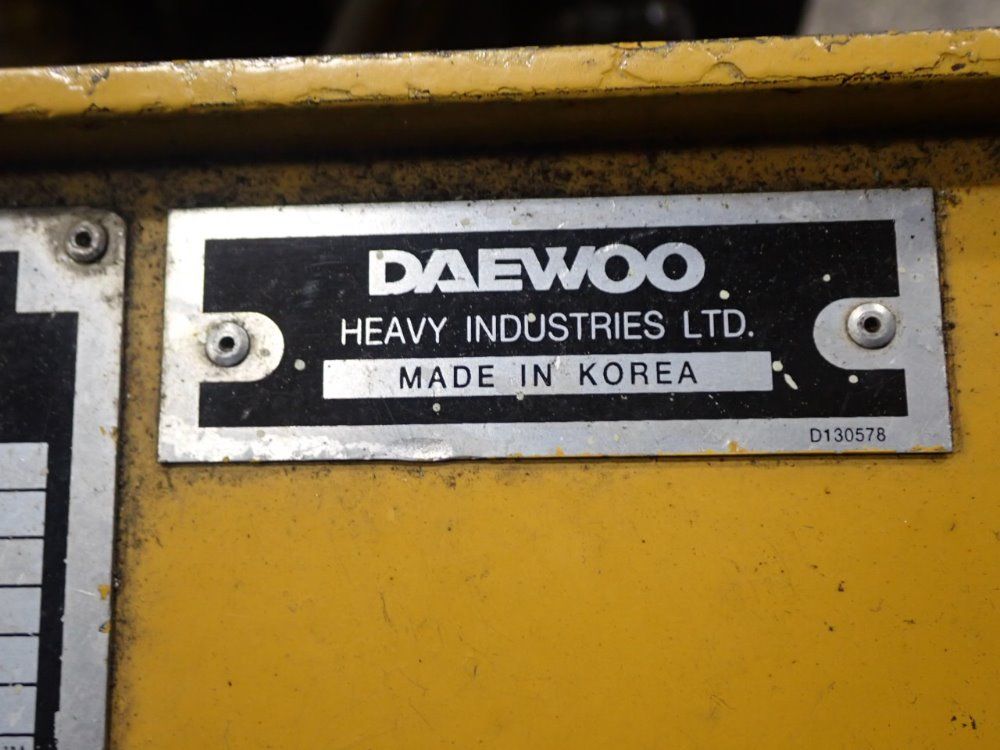 DAEWOO
HEAVY INDUSTRIES LTD.
MADE IN KOREA
D130578